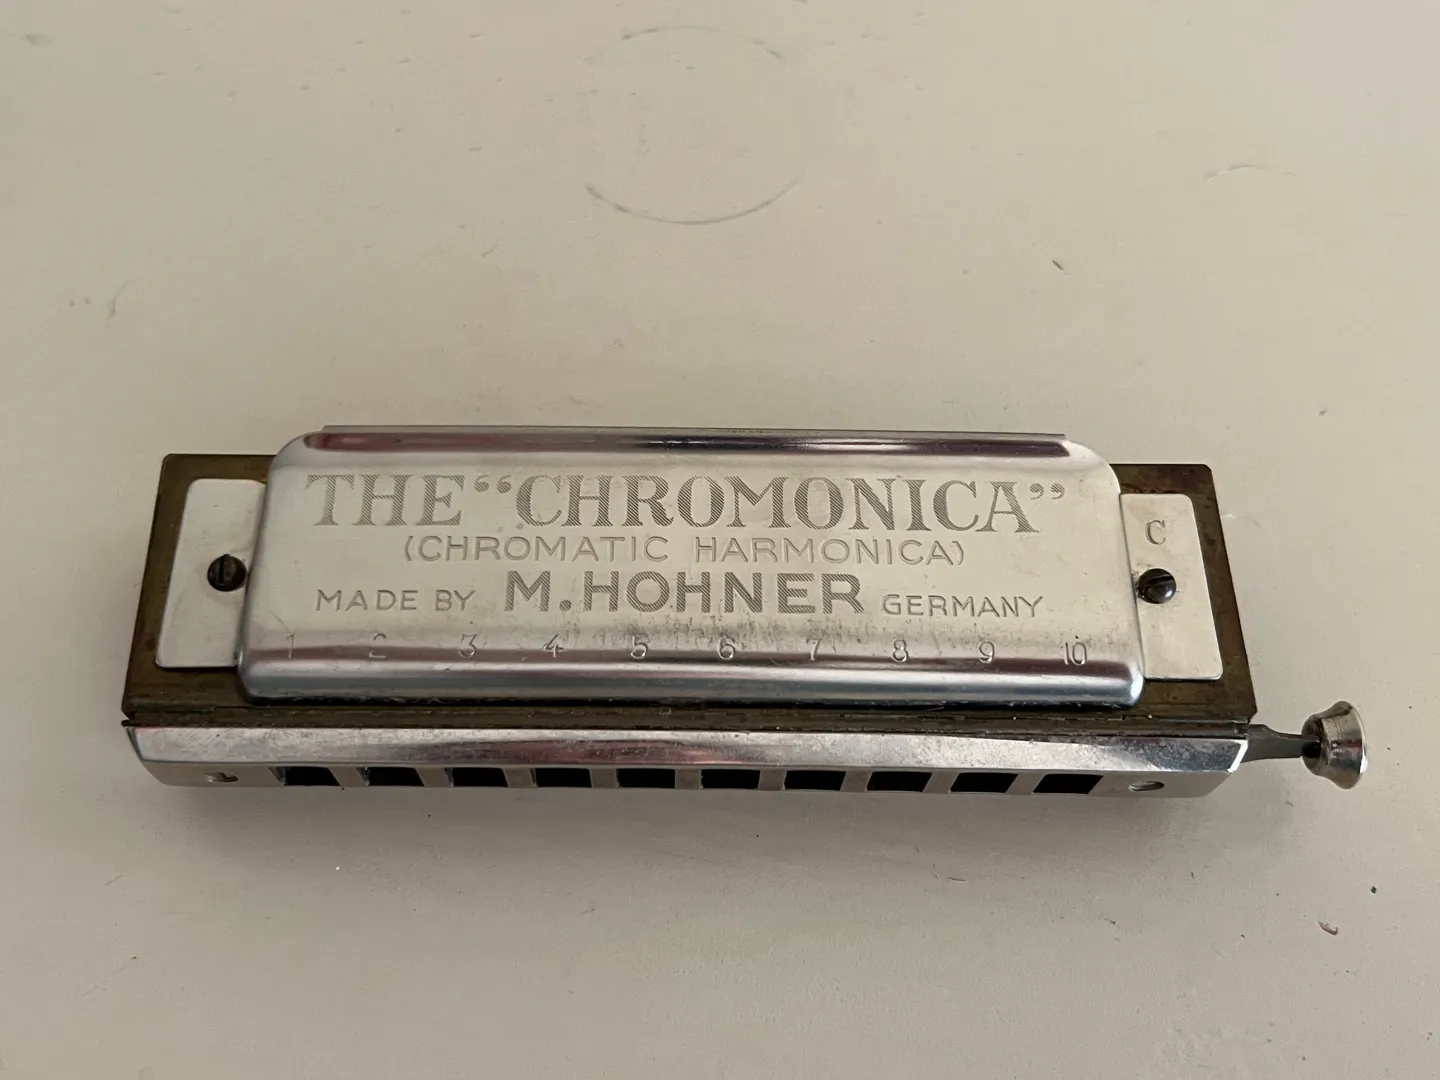 THE “CHROMONICA”
C
(CHROMATIC HARMONICA)
MADE BY M. HOHNER GERMANY
1 2 3 4 5 6 7 8 9 10